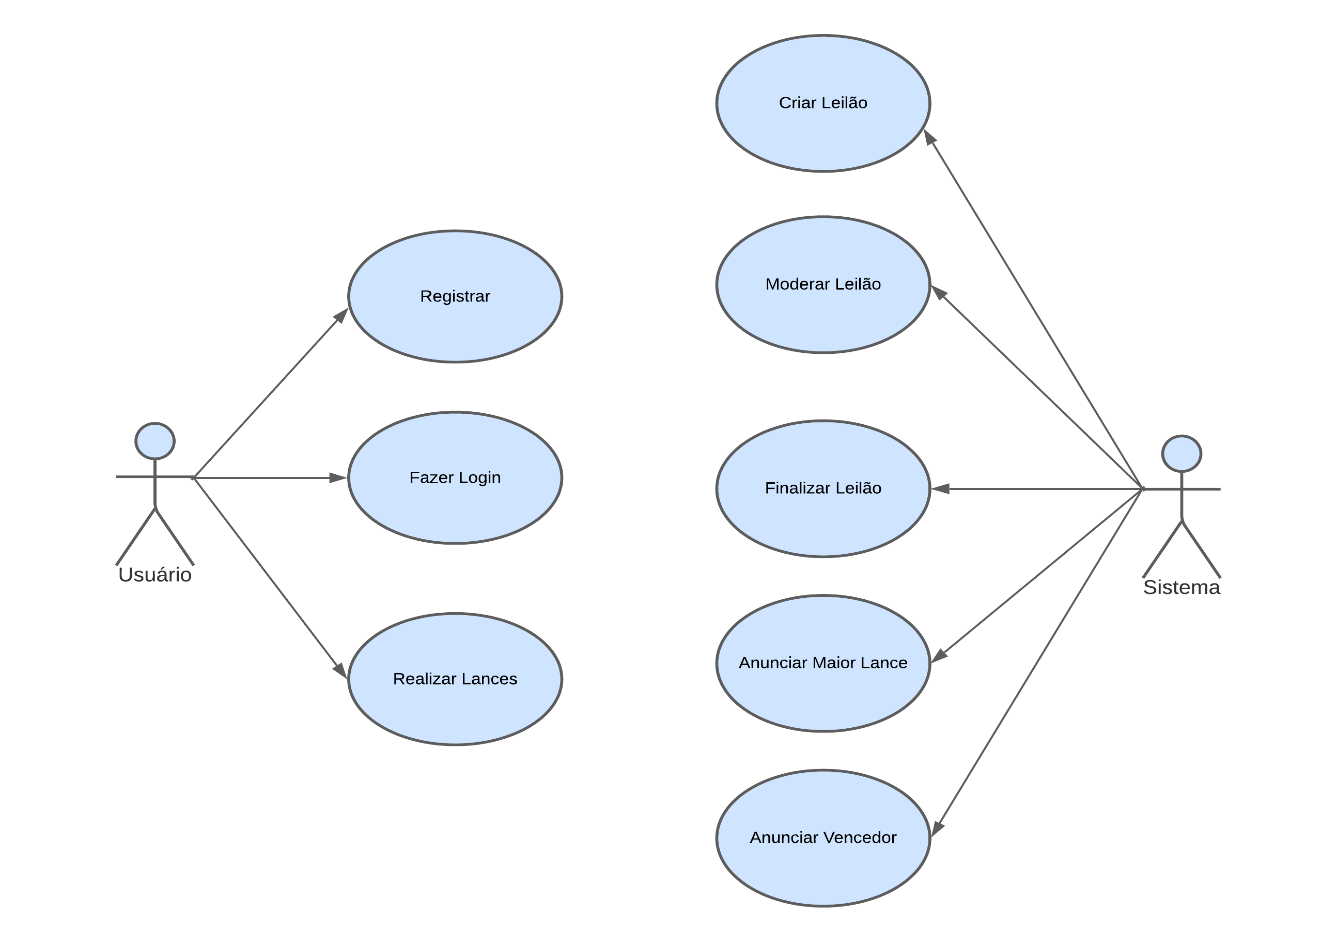 Criar Leilão
Moderar Leilão
Registrar
Fazer Login
Finalizar Leilão
Usuário
Sistema
Realizar Lances
Anunciar Maior Lance
Anunciar Vencedor